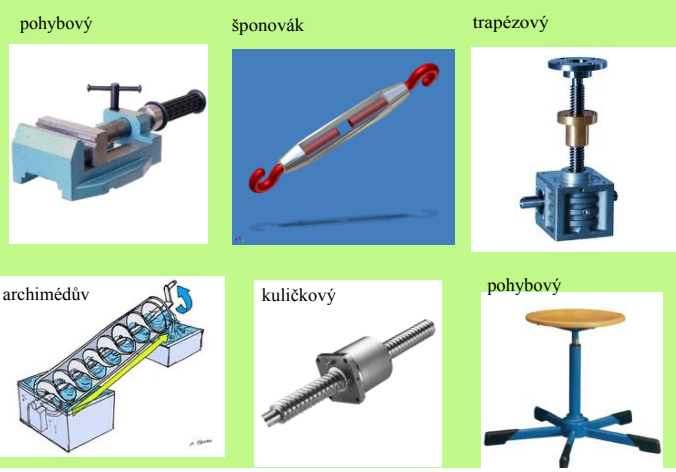 pohybový
šponovák
trapézový
archimédův
kuličkový
pohybový